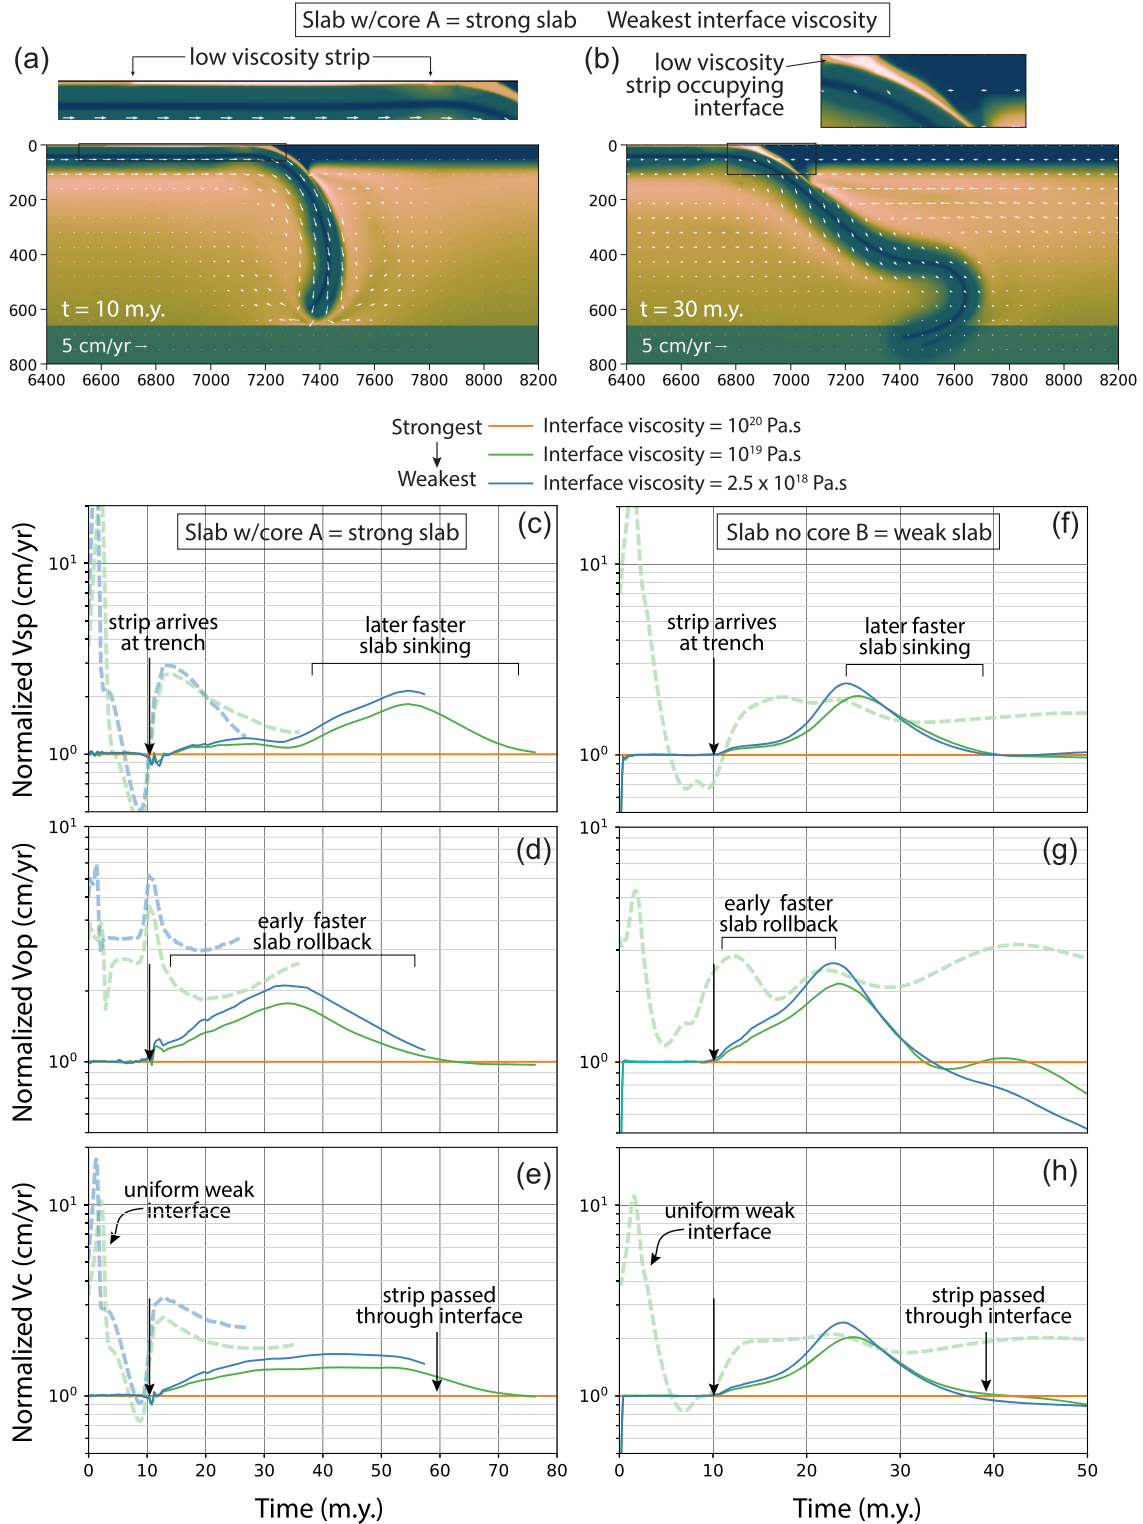 Slab w/core A = strong slab Weakest interface viscosity
(a)
low viscosity strip
(b)
low viscosity
strip occupying
interface
0
200
400
600
800
t = 10 m.y.
5 cm/yr→
6400 6600 6800 7000 7200 7400 7600 7800 8000 8200
0
200
400
600
800
t = 30 m.y.
5 cm/yr→
6400 6600 6800 7000 7200 7400 7600 7800 8000 8200
Strongest
Weakest
Interface viscosity = 10²⁰ Pa.s
Interface viscosity = 10¹⁹ Pa.s
Interface viscosity = 2.5 x 10¹⁸ Pa.s
Normalized Vsp (cm/yr)
10¹
10⁰
Slab w/core A = strong slab
(c)
strip arrives
at trench
later faster
slab sinking
10¹
10⁰
Slab no core B = weak slab
(f)
strip arrives
at trench
later faster
slab sinking
Normalized Vop (cm/yr)
10¹
10⁰
(d)
early faster
slab rollback
10¹
10⁰
(g)
early faster
slab rollback
Normalized Vc (cm/yr)
10¹
10⁰
(e)
uniform weak
interface
strip passed
through interface
0 10 20 30 40 50 60 70 80
Time (m.y.)
10¹
10⁰
(h)
uniform weak
interface
strip passed
through interface
0 10 20 30 40 50
Time (m.y.)